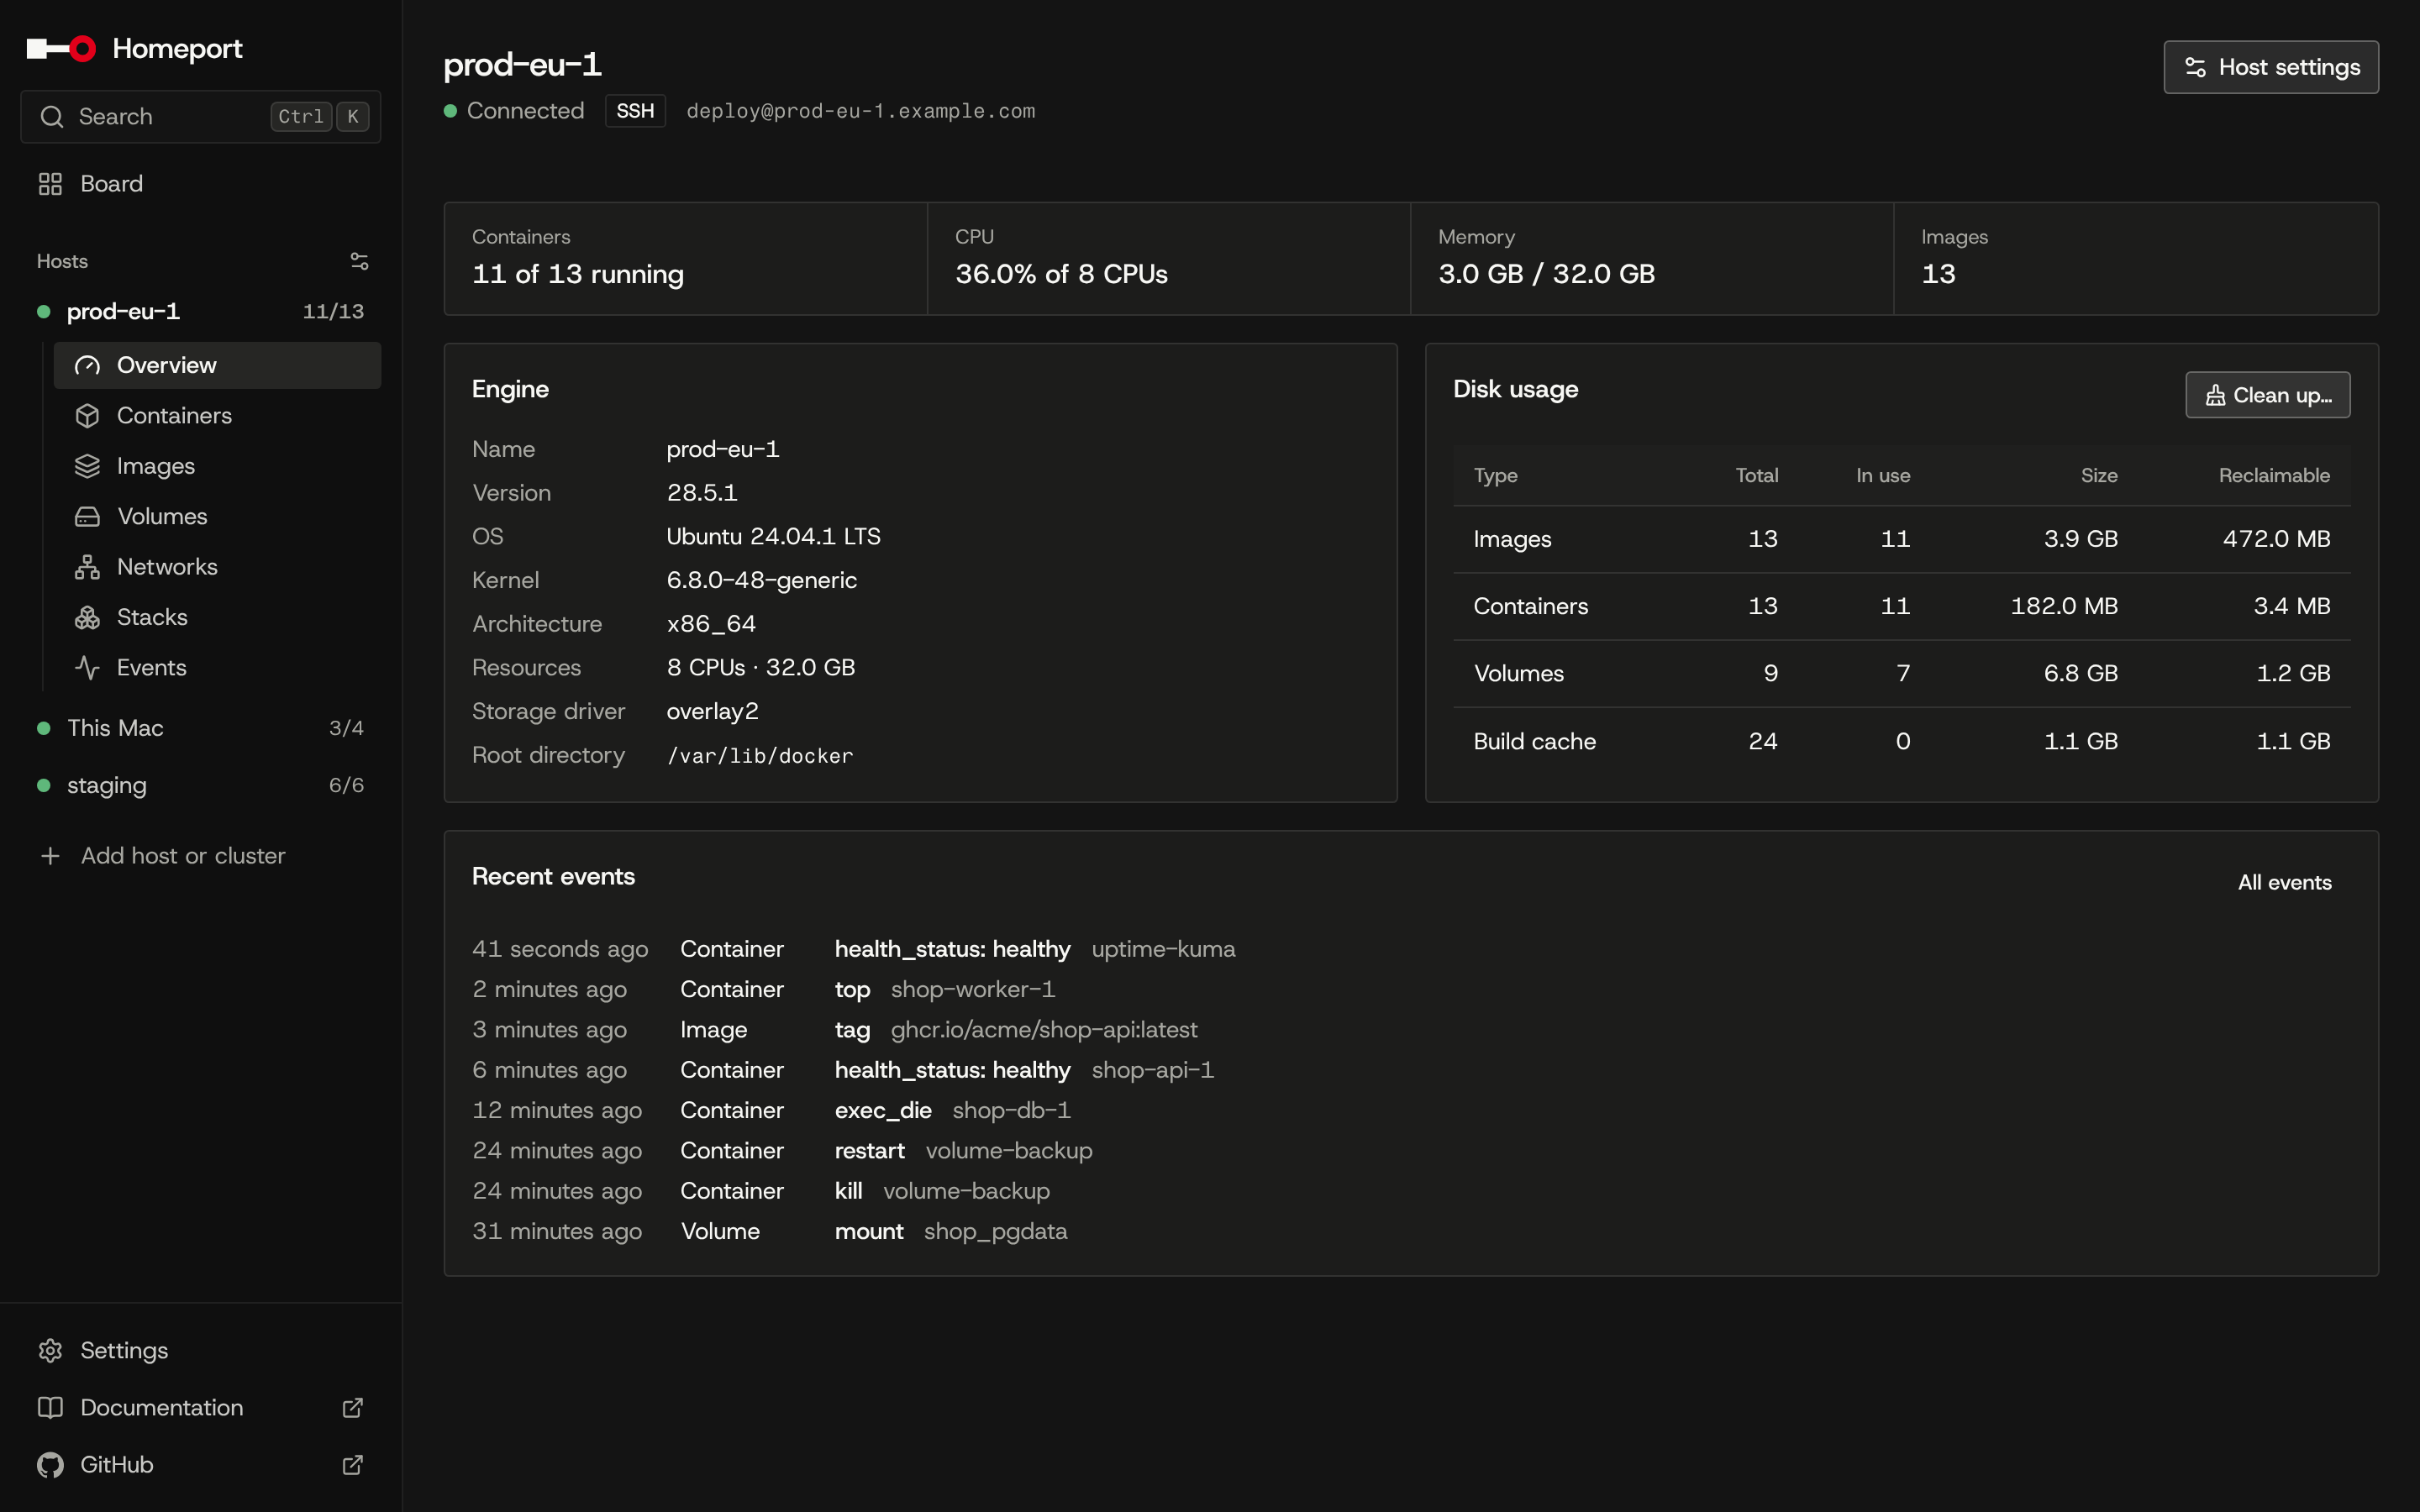 Homeport
Search Ctrl K
Board
Hosts
prod-eu-1 11/13
Overview
Containers
Images
Volumes
Networks
Stacks
Events
This Mac 3/4
staging 6/6
Add host or cluster
Settings
Documentation
GitHub
prod-eu-1
Connected SSH deploy@prod-eu-1.example.com
Host settings
Containers
11 of 13 running
CPU
36.0% of 8 CPUs
Memory
3.0 GB / 32.0 GB
Images
13
Engine
Name prod-eu-1
Version 28.5.1
OS Ubuntu 24.04.1 LTS
Kernel 6.8.0-48-generic
Architecture x86_64
Resources 8 CPUs · 32.0 GB
Storage driver overlay2
Root directory /var/lib/docker
Disk usage
Clean up...
Type Total In use Size Reclaimable
Images 13 11 3.9 GB 472.0 MB
Containers 13 11 182.0 MB 3.4 MB
Volumes 9 7 6.8 GB 1.2 GB
Build cache 24 0 1.1 GB 1.1 GB
Recent events
All events
41 seconds ago Container health_status: healthy uptime-kuma
2 minutes ago Container top shop-worker-1
3 minutes ago Image tag ghcr.io/acme/shop-api:latest
6 minutes ago Container health_status: healthy shop-api-1
12 minutes ago Container exec_die shop-db-1
24 minutes ago Container restart volume-backup
24 minutes ago Container kill volume-backup
31 minutes ago Volume mount shop_pgdata